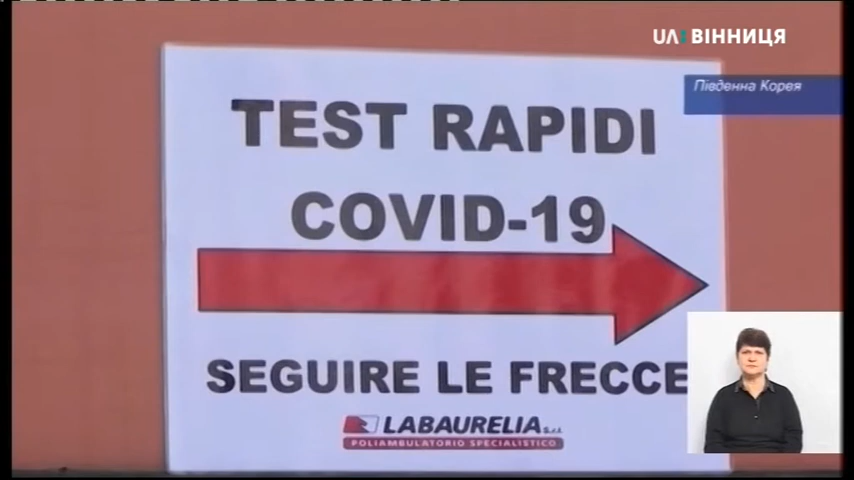 UA: ВІННИЦЯ
Південна Корея
TEST RAPIDI
COVID-19
SEGUIRE LE FRECCE
LABAURELIA S.r.l.
POLIAMBULATORIO SPECIALISTICO